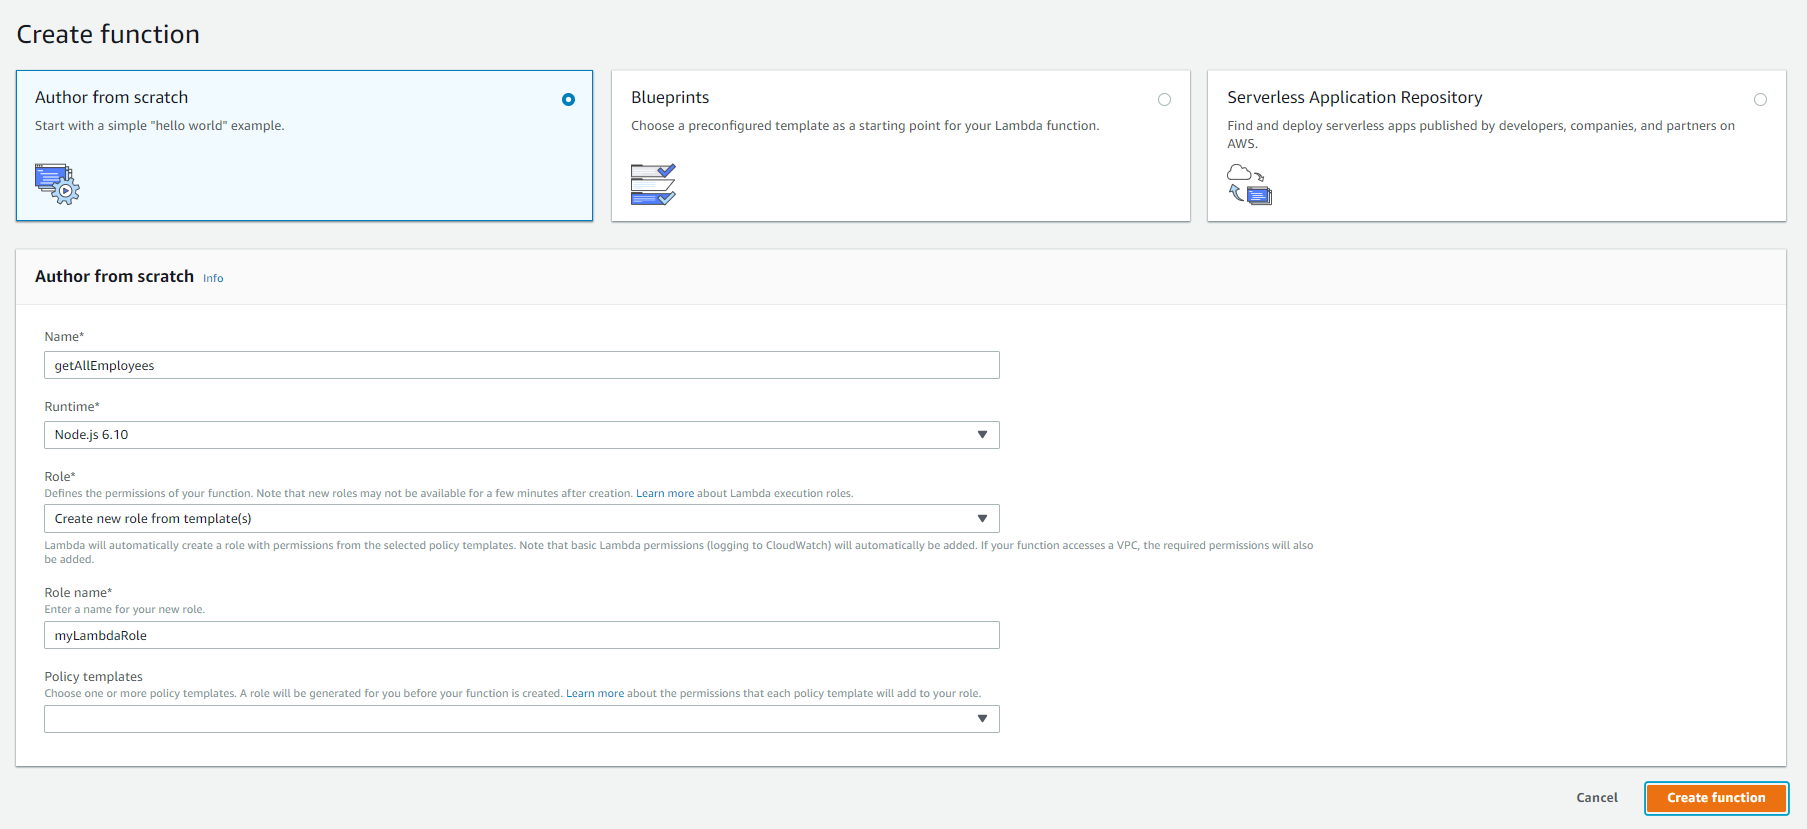 Create function
Author from scratch
Start with a simple "hello world" example.
Blueprints
Choose a preconfigured template as a starting point for your Lambda function.
Serverless Application Repository
Find and deploy serverless apps published by developers, companies, and partners on
AWS.
Author from scratch Info
Name*
getAllEmployees
Runtime*
Node.js 6.10
Role*
Defines the permissions of your function. Note that new roles may not be available for a few minutes after creation. Learn more about Lambda execution roles.
Create new role from template(s)
Lambda will automatically create a role with permissions from the selected policy templates. Note that basic Lambda permissions (logging to CloudWatch) will automatically be added. If your function accesses a VPC, the required permissions will also
be added.
Role name*
Enter a name for your new role.
myLambdaRole
Policy templates
Choose one or more policy templates. A role will be generated for you before your function is created. Learn more about the permissions that each policy template will add to your role.
Cancel
Create function